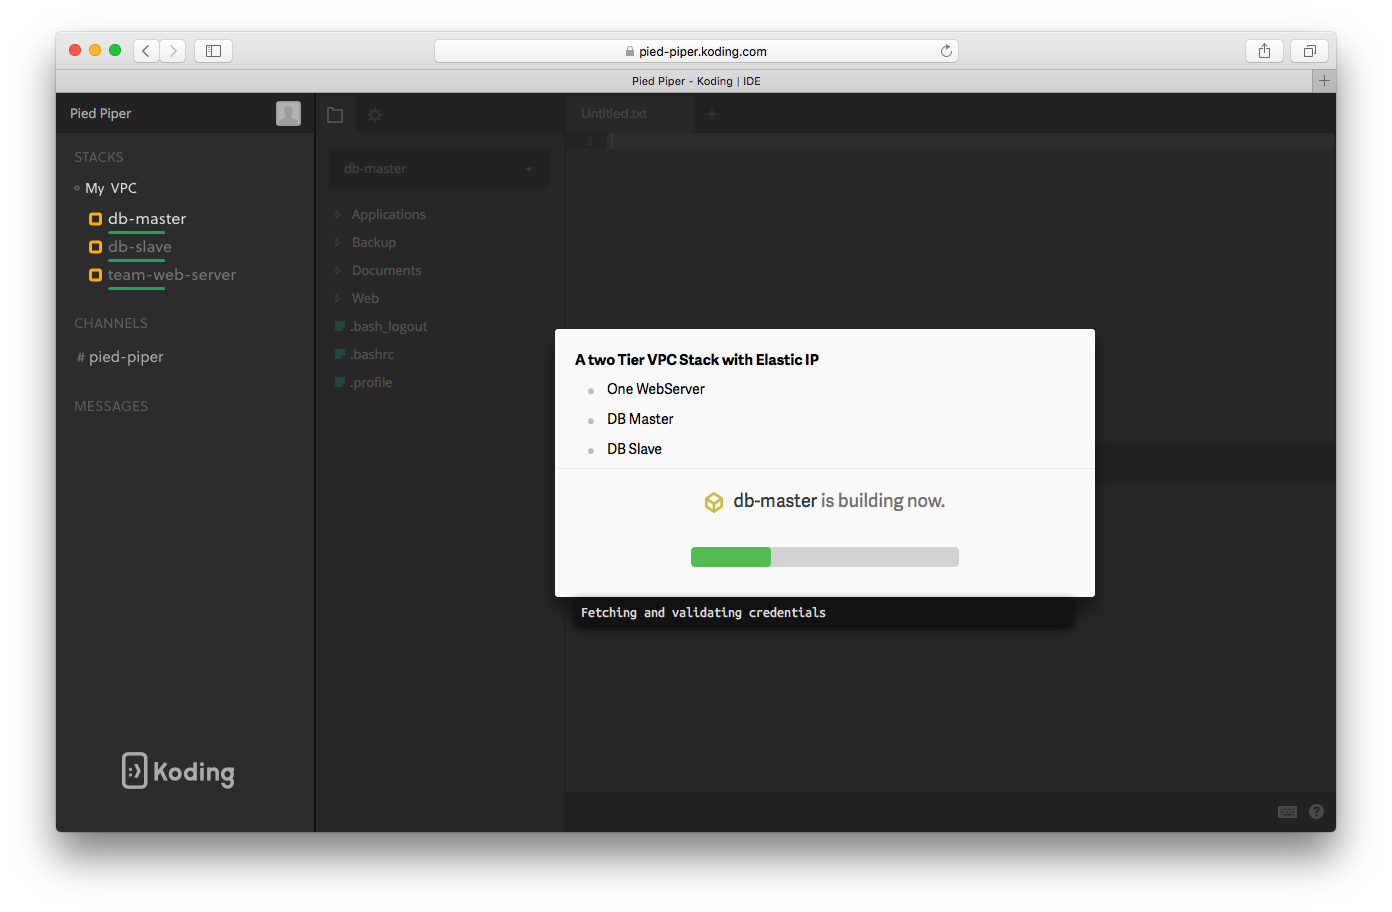 pied-piper.koding.com
Pied Piper - Koding | IDE
Pied Piper
STACKS
My VPC
db-master
db-slave
team-web-server
CHANNELS
# pied-piper
MESSAGES
:) Koding
db-master
Applications
Backup
Documents
Web
.bash_logout
.bashrc
.profile
Untitled.txt
1
A two Tier VPC Stack with Elastic IP
One WebServer
DB Master
DB Slave
db-master is building now.
Fetching and validating credentials